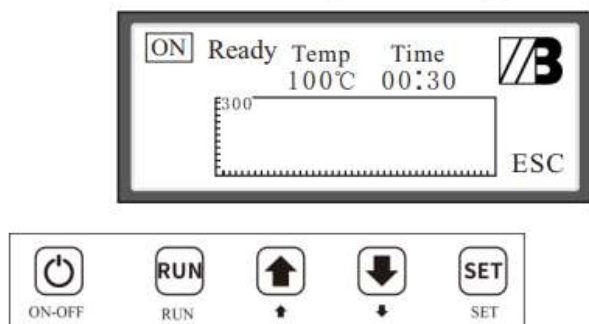 ON Ready Temp Time
100℃ 00:30
300
ESC
RUN SET
ON-OFF RUN SET